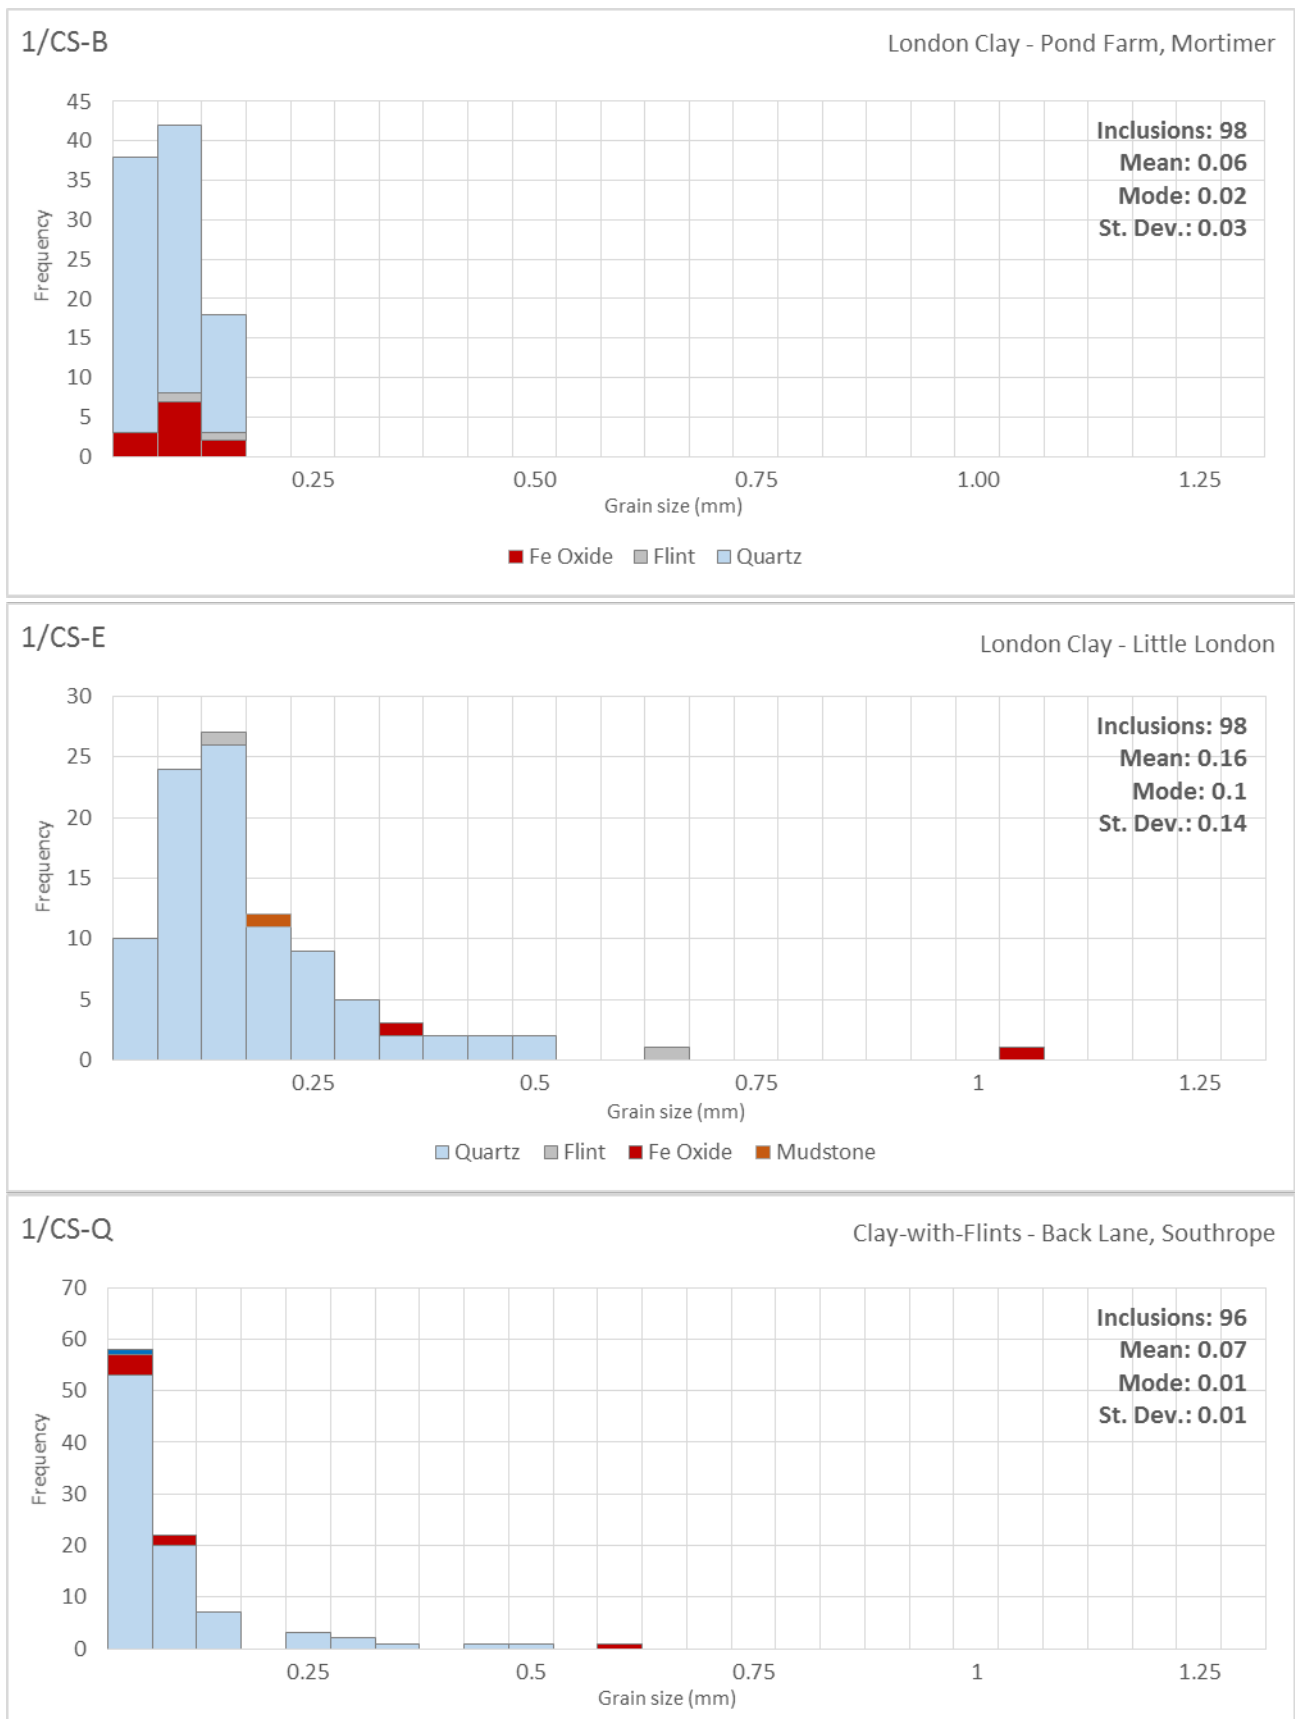 1/CS-B
London Clay - Pond Farm, Mortimer
45
40
35
30
25
20
15
10
5
0
Frequency
Inclusions: 98
Mean: 0.06
Mode: 0.02
St. Dev.: 0.03
0.25 0.50 0.75 1.00 1.25
Grain size (mm)
Fe Oxide Flint Quartz
1/CS-E
London Clay - Little London
30
25
20
15
10
5
0
Frequency
Inclusions: 98
Mean: 0.16
Mode: 0.1
St. Dev.: 0.14
0.25 0.5 0.75 1 1.25
Grain size (mm)
Quartz Flint Fe Oxide Mudstone
1/CS-Q
Clay-with-Flints - Back Lane, Southrope
70
60
50
40
30
20
10
0
Frequency
Inclusions: 96
Mean: 0.07
Mode: 0.01
St. Dev.: 0.01
0.25 0.5 0.75 1 1.25
Grain size (mm)